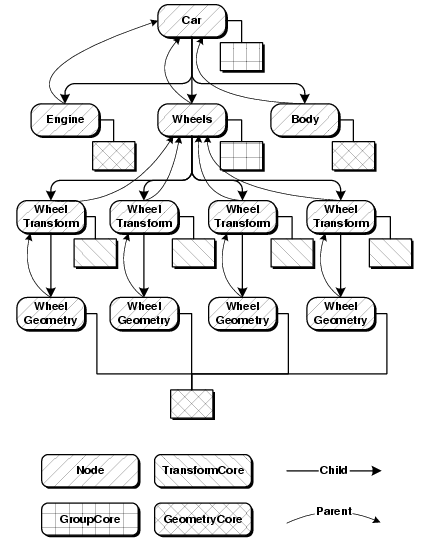 Car
Engine
Wheels
Body
Wheel
Transform
Wheel
Transform
Wheel
Transform
Wheel
Transform
Wheel
Geometry
Wheel
Geometry
Wheel
Geometry
Wheel
Geometry
Node
TransformCore
Child
GroupCore
GeometryCore
Parent